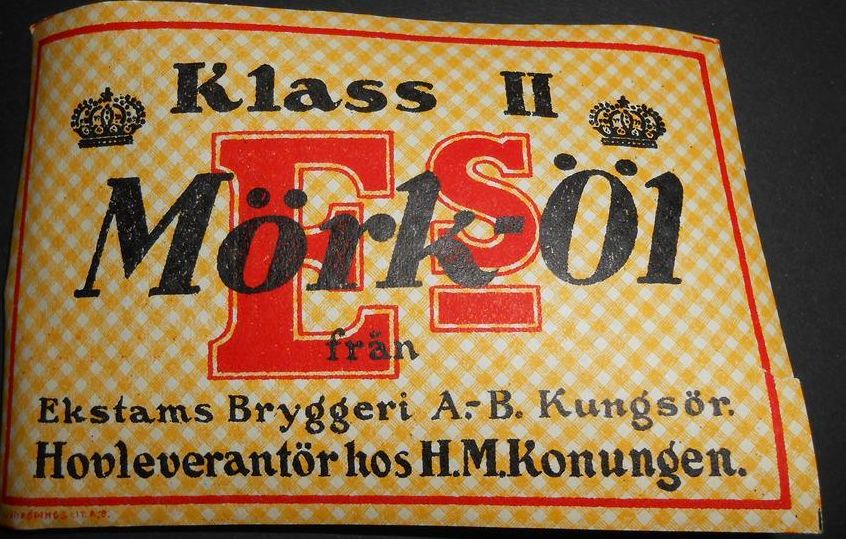 Klass II
Es
Mörk-Öl
från
Ekstams Bryggeri A.-B. Kungsör.
Hovleverantör hos H.M.Konungen.